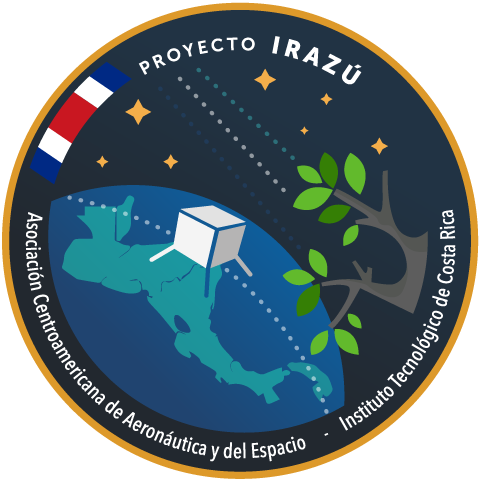 PROYECTO IRAZÚ
Asociación Centroamericana de Aeronáutica y del Espacio - Instituto Tecnológico de Costa Rica